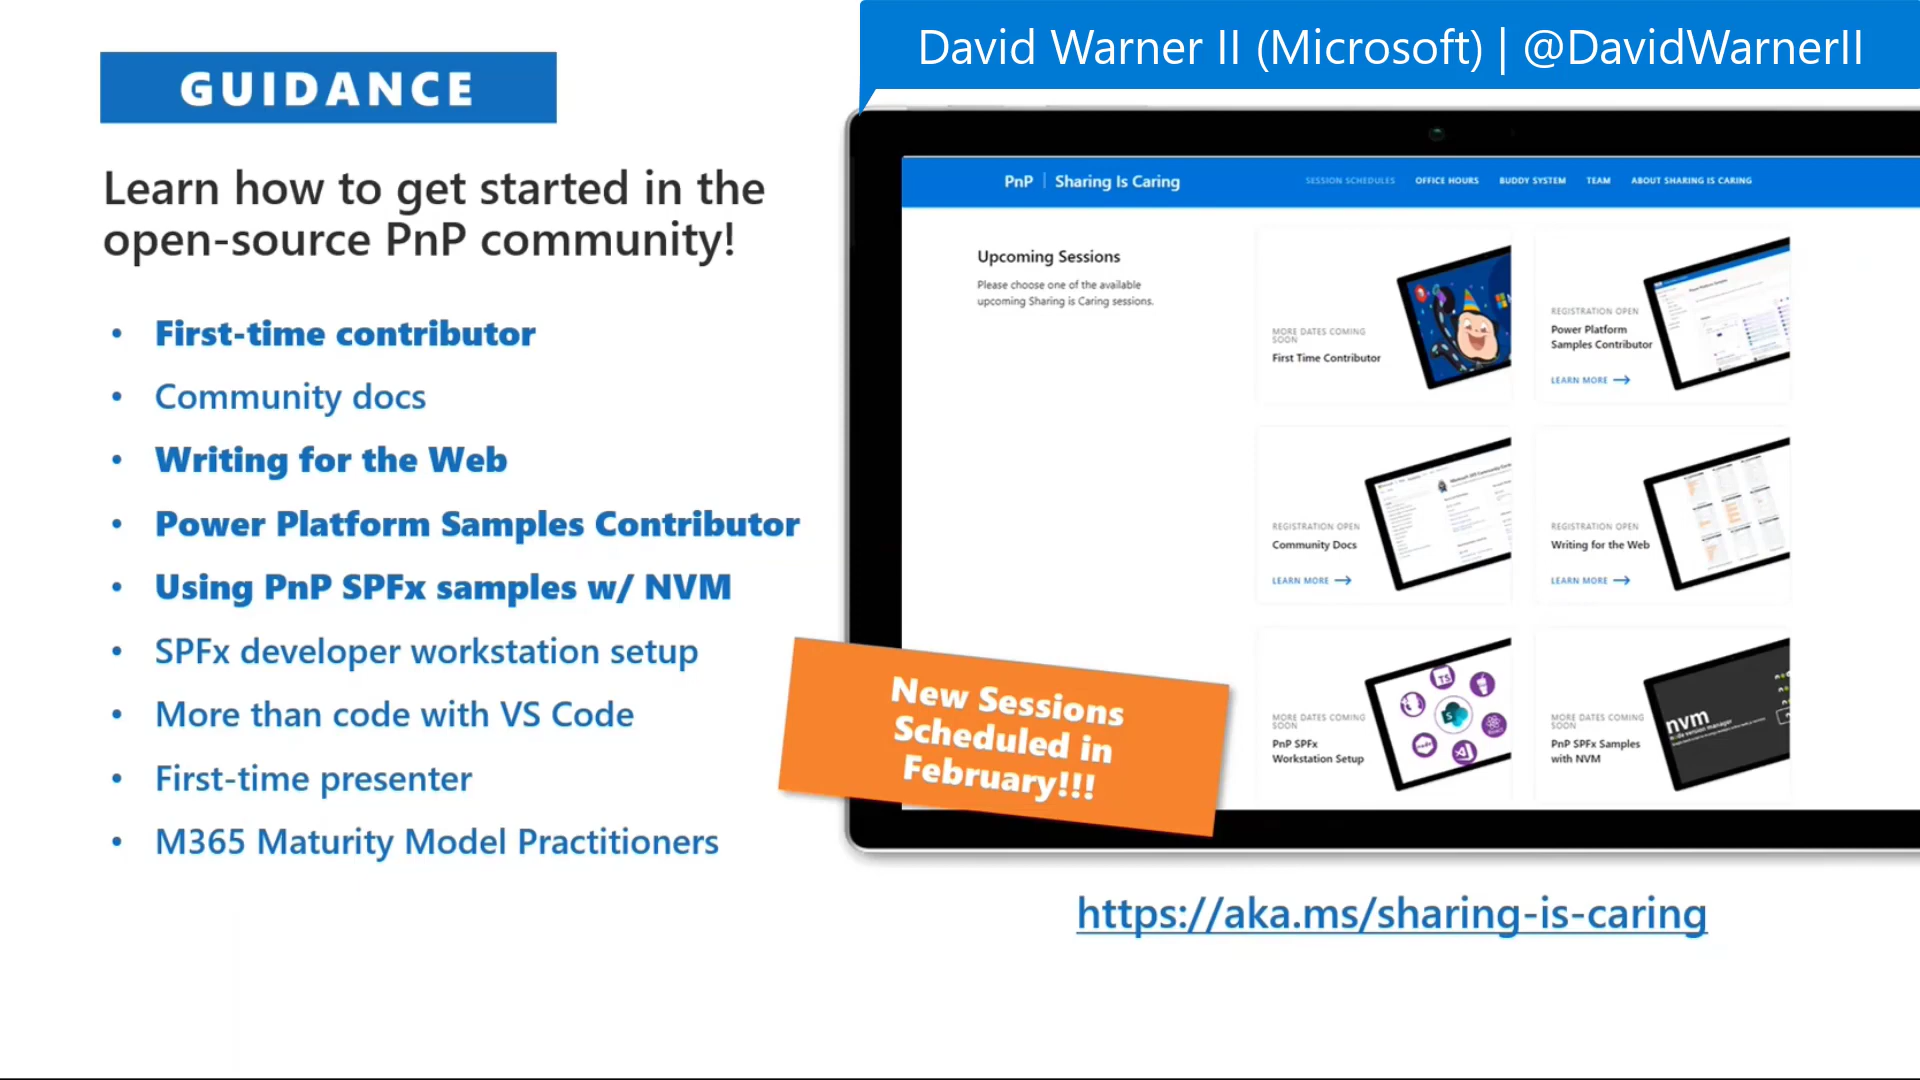 David Warner II (Microsoft) | @DavidWarnerII
GUIDANCE
Learn how to get started in the
open-source PnP community!
• First-time contributor
• Community docs
• Writing for the Web
• Power Platform Samples Contributor
• Using PnP SPFx samples w/ NVM
• SPFx developer workstation setup
• More than code with VS Code
• First-time presenter
• M365 Maturity Model Practitioners
PnP | Sharing Is Caring
SESSION SCHEDULES OFFICE HOURS BUDDY SYSTEM TEAM ABOUT SHARING IS CARING
Upcoming Sessions
Please choose one of the available
upcoming Sharing is Caring sessions.
MORE DATES COMING
SOON
First Time Contributor
REGISTRATION OPEN
Power Platform
Samples Contributor
LEARN MORE
REGISTRATION OPEN
Community Docs
LEARN MORE
REGISTRATION OPEN
Writing for the Web
LEARN MORE
MORE DATES COMING
SOON
PnP SPFx
Workstation Setup
TS
MORE DATES COMING
SOON
PnP SPFx Samples
with NVM
nvm
node version manager
New Sessions
Scheduled in
February!!!
https://aka.ms/sharing-is-caring